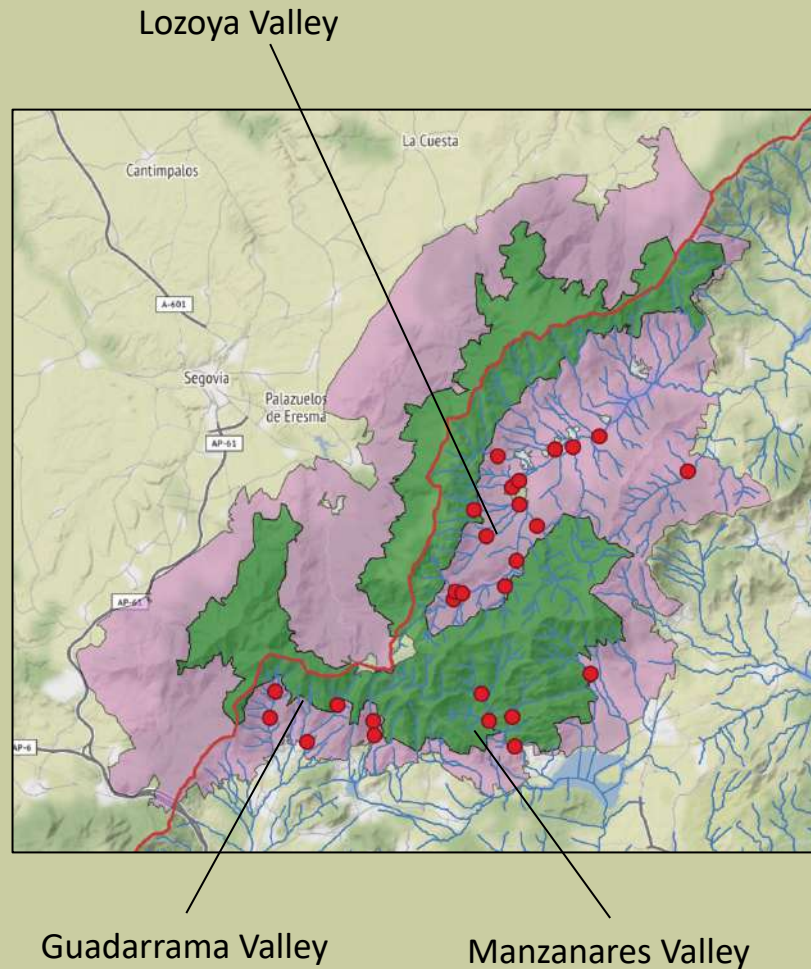 Lozoya Valley
La Cuesta
Cantimpalos
A-601
Segovia
Palazuelos
de Eresma
AP-61
AP-61
AP-6
Guadarrama Valley
Manzanares Valley